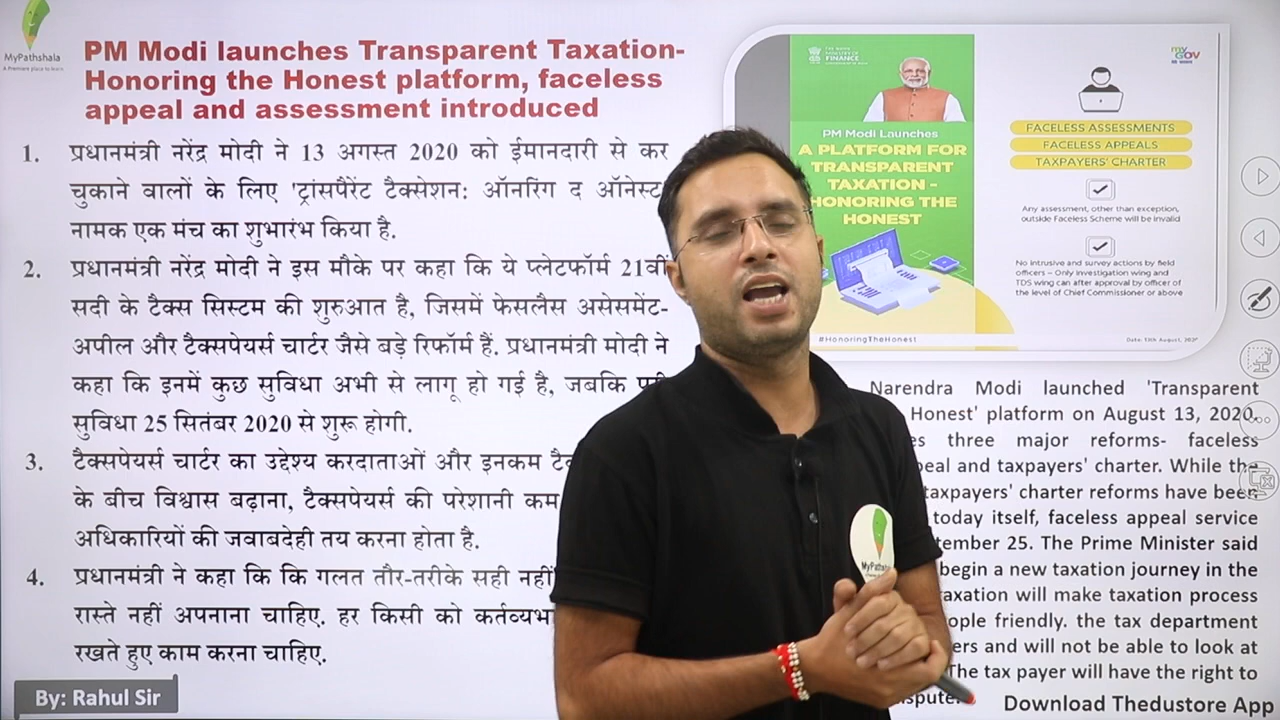 MyPathshala
A Premiere place to learn
PM Modi launches Transparent Taxation-
Honoring the Honest platform, faceless
appeal and assessment introduced
1. प्रधानमंत्री नरेंद्र मोदी ने 13 अगस्त 2020 को ईमानदारी से कर
चुकाने वालों के लिए 'ट्रांसपैरेंट टैक्सेशन: ऑनरिंग द ऑनेस्ट
नामक एक मंच का शुभारंभ किया है.
2. प्रधानमंत्री नरेंद्र मोदी ने इस मौके पर कहा कि ये प्लेटफॉर्म 21वीं
सदी के टैक्स सिस्टम की शुरुआत है, जिसमें फेसलैस असेसमेंट-
अपील और टैक्सपेयर्स चार्टर जैसे बड़े रिफॉर्म हैं. प्रधानमंत्री मोदी ने
कहा कि इनमें कुछ सुविधा अभी से लागू हो गई है, जबकि
सुविधा 25 सितंबर 2020 से शुरू होगी.
3. टैक्सपेयर्स चार्टर का उद्देश्य करदाताओं और इनकम
के बीच विश्वास बढ़ाना, टैक्सपेयर्स की परेशानी कम
अधिकारियों की जवाबदेही तय करना होता है.
4. प्रधानमंत्री ने कहा कि कि गलत तौर-तरीके सही नहीं
रास्ते नहीं अपनाना चाहिए. हर किसी को
रखते हुए काम करना चाहिए.
By: Rahul Sir
FINANCE
PM Modi Launches
A PLATFORM FOR
TRANSPARENT
TAXATION -
HONORING THE
HONEST
#HonoringTheHonest
my
GOV
FACELESS ASSESSMENTS
FACELESS APPEALS
TAXPAYERS' CHARTER
Any assessment, other than exception,
outside Faceless Scheme will be invalid
No intrusive and survey actions by field
officers – Only investigation wing and
TDS wing can after approval by officer of
the level of Chief Commissioner or above
Date: 13th August,
Narendra Modi launched 'Transparent
Honest' platform on August 13, 2020.
three major reforms- faceless
and taxpayers' charter. While the
taxpayers' charter reforms have been
today itself, faceless appeal service
25. The Prime Minister said
begin a new taxation journey in the
will make taxation process
friendly. the tax department
and will not be able to look at
The tax payer will have the right to
MyPathshala
Download Thedustore App